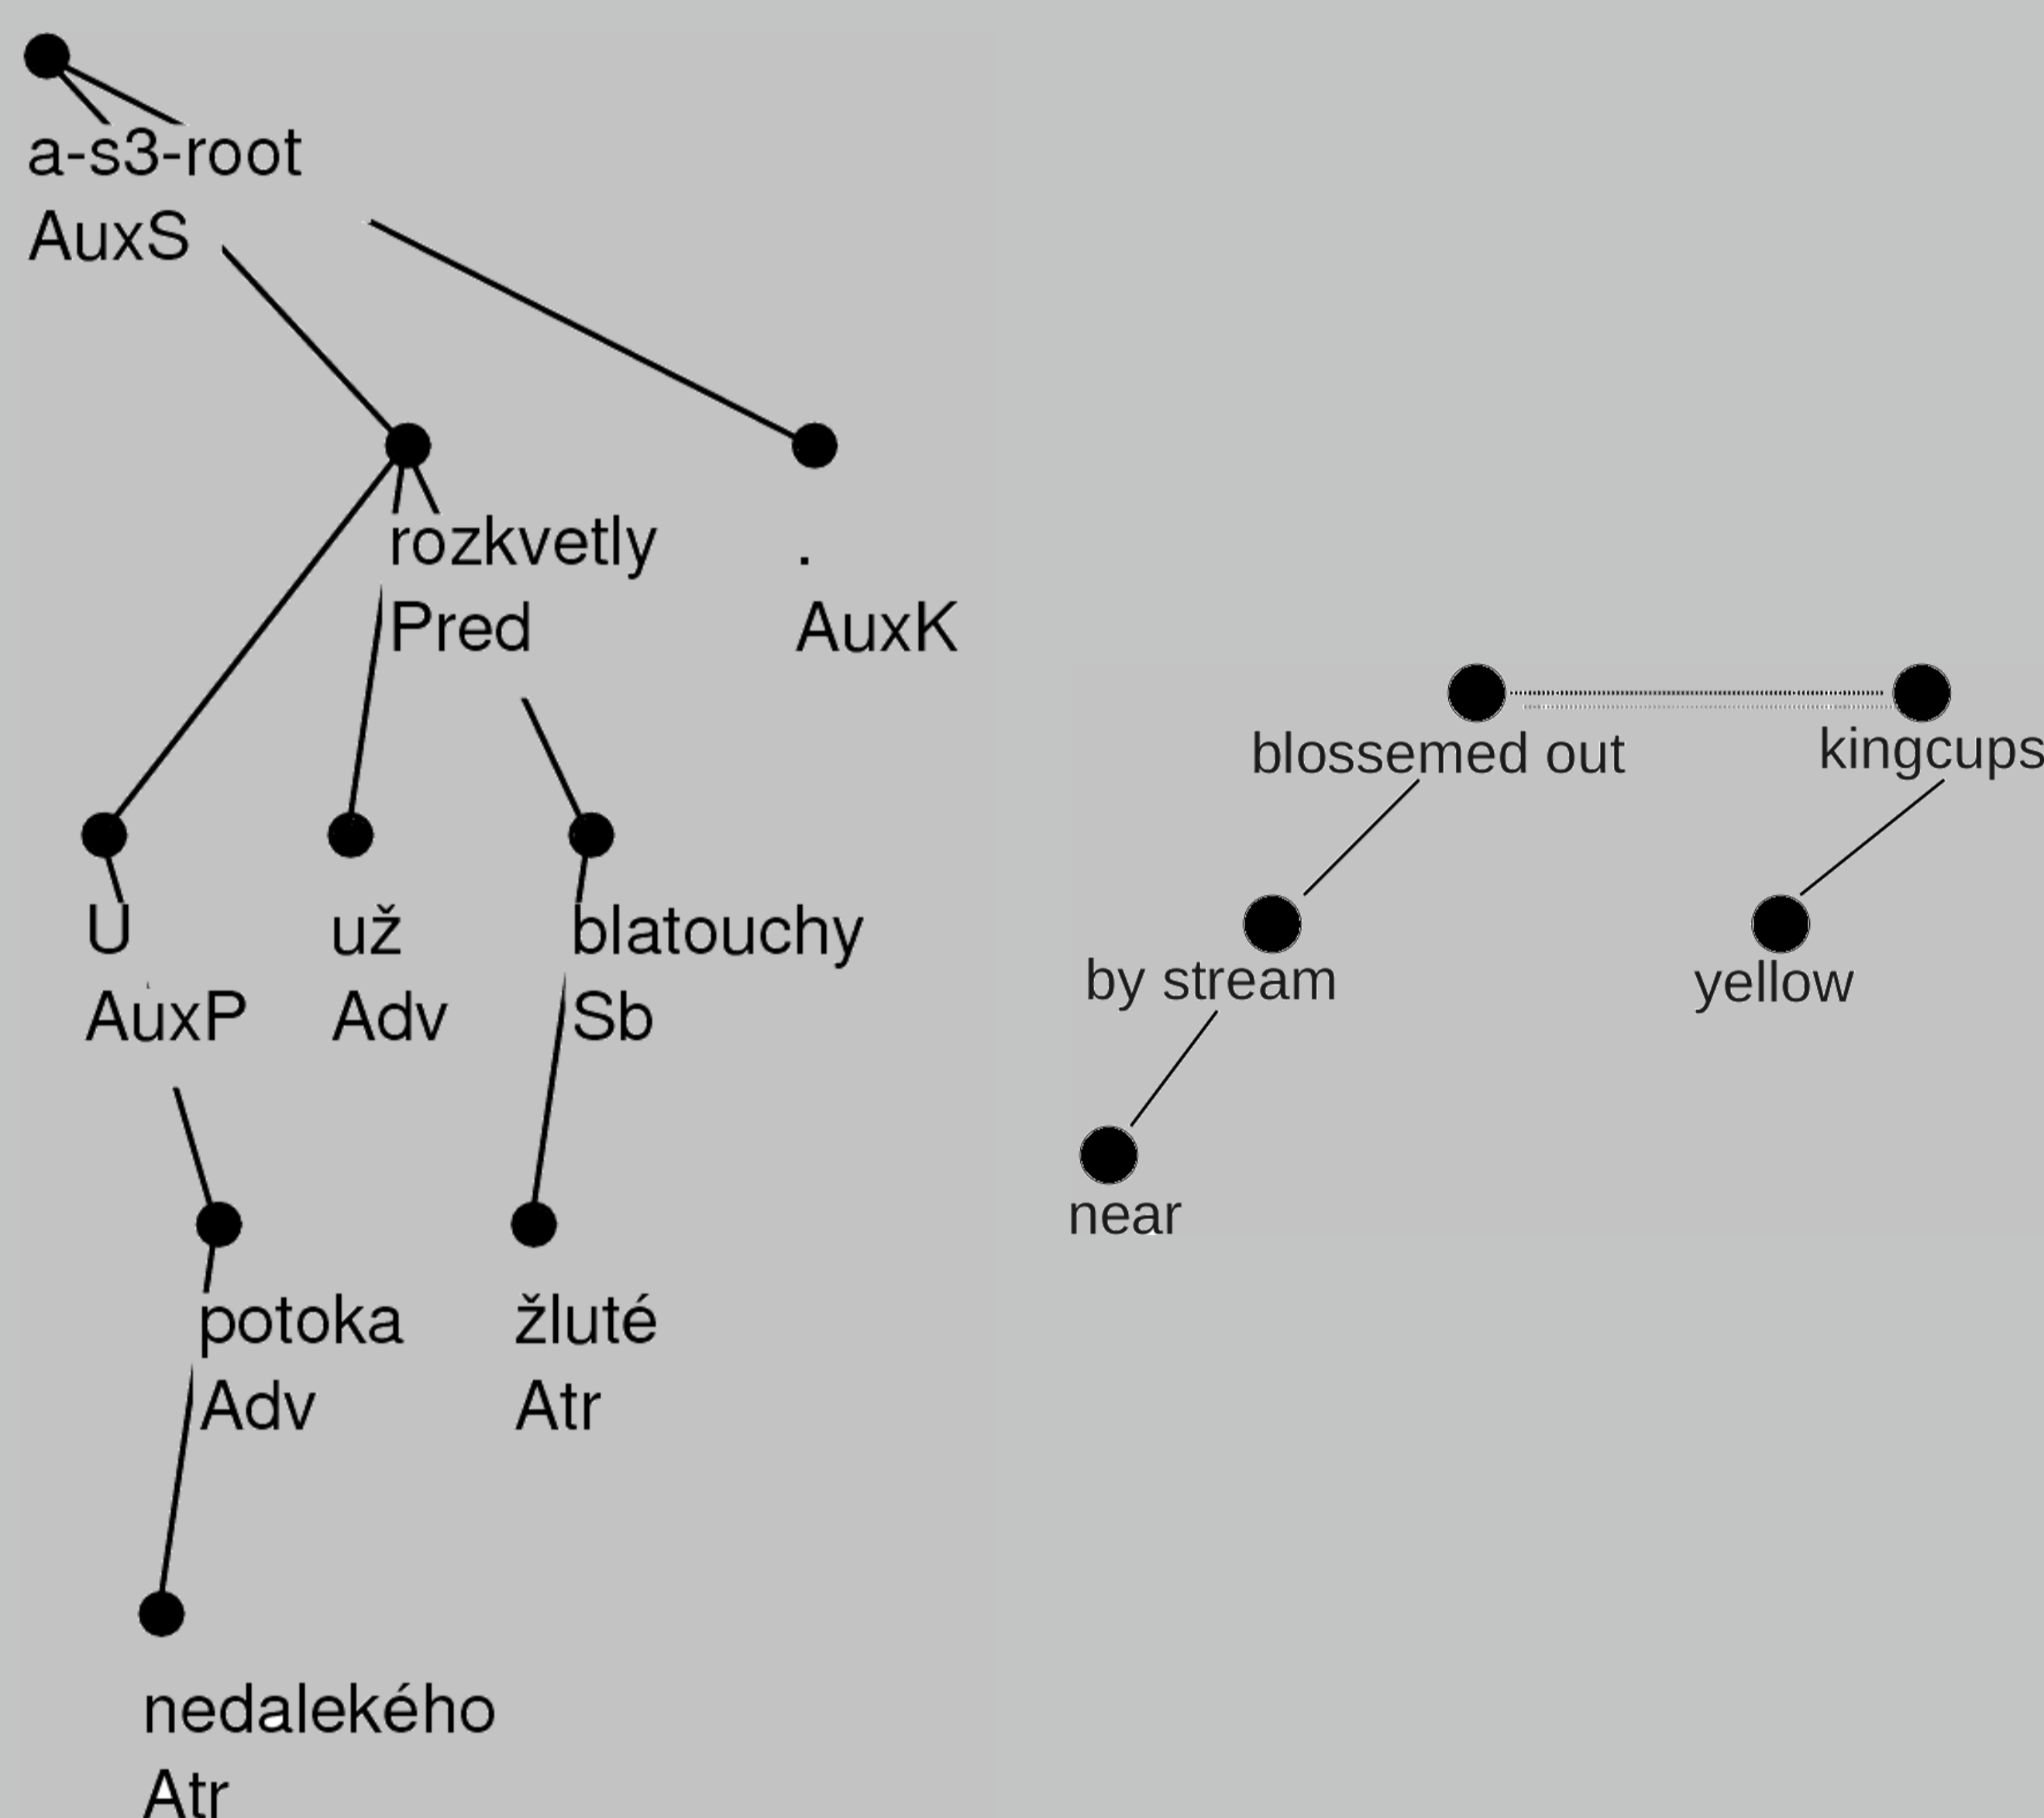 a-s3-root
AuxS
rozkvetly
.
Pred
AuxK
U
už
blatouchy
AuxP
Adv
Sb
potoka
žluté
Adv
Atr
nedalekého
Atr
blossemed out
kingcups
by stream
yellow
near